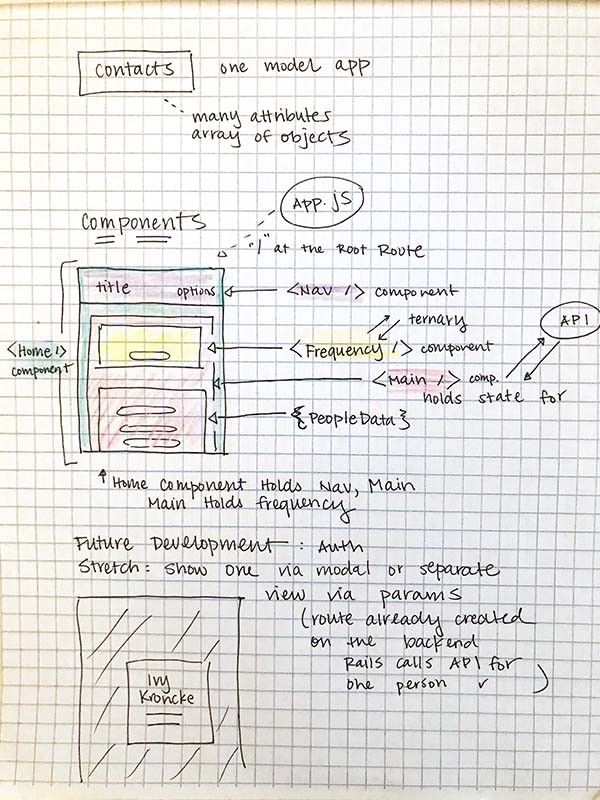 Contacts one model app
many attributes
array of objects
App.js
Components
"/" at the Root Route
title options
<Nav /> component
ternary
API
<Frequency /> component
<Home />
component
<Main /> comp.
holds state for
{PeopleData}
Home Component Holds Nav, Main
Main Holds frequency
Future Development : Auth
Stretch: Show one via modal or separate
view via params
(route already created
on the backend
Rails calls API for
one person )
Ivy
Kroncke